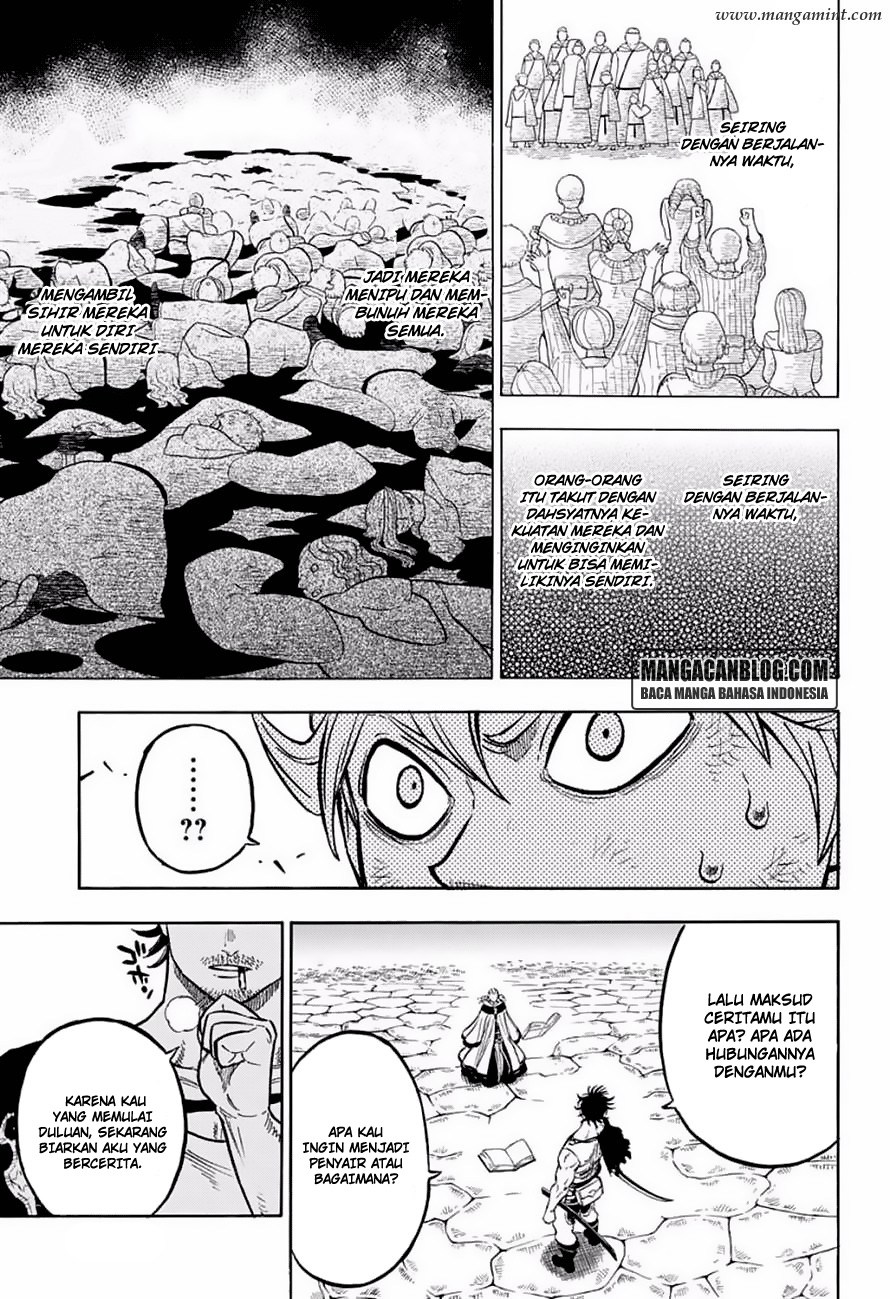 www.mangamint.com
SEIRING
DENGAN BERJALAN-
NYA WAKTU,
SEIRING
DENGAN BERJALAN-
NYA WAKTU,
ORANG-ORANG
ITU TAKUT DENGAN
DAHSYATNYA KE-
KUATAN MEREKA DAN
MENGINGINKAN
UNTUK BISA MEMI-
LIKINYA SENDIRI.
JADI MEREKA
MENIPU DAN MEM-
BUNUH MEREKA
SEMUA.
MENGAMBIL
SIHIR MEREKA
UNTUK DIRI
MEREKA SENDIRI
MANGACANBLOG.COM
BACA MANGA BAHASA INDONESIA
......
??
LALU MAKSUD
CERITAMU ITU
APA? APA ADA
HUBUNGANNYA
DENGANMU?
APA KAU
INGIN MENJADI
PENYAIR ATAU
BAGAIMANA?
KARENA KAU
YANG MEMULAI
DULUAN, SEKARANG
BIARKAN AKU YANG
BERCERITA.